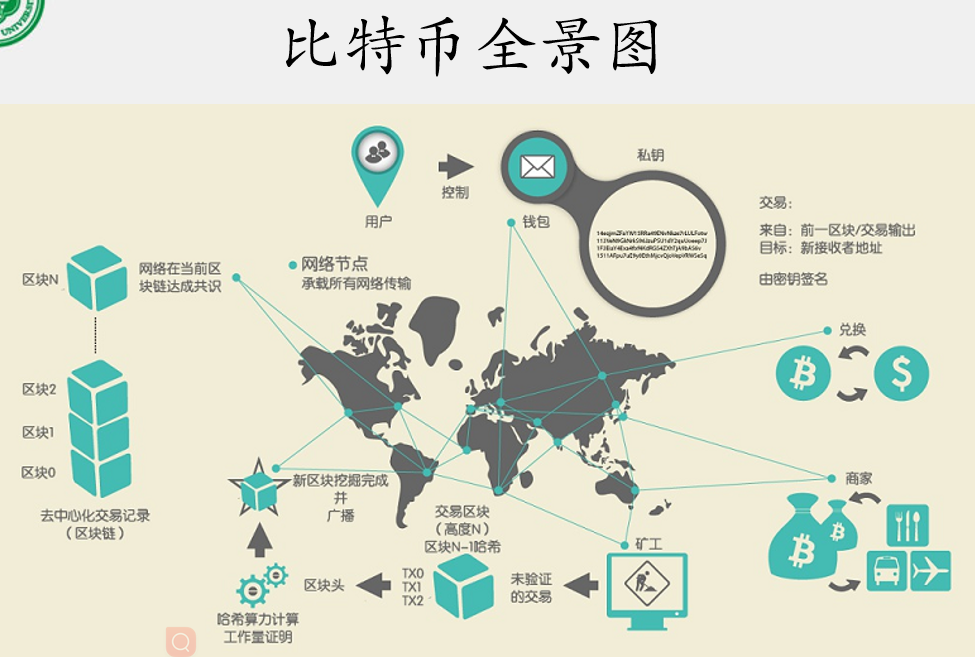 UNIVERSITY
比特币全景图
私钥
控制
用户
钱包
交易：
来自：前一区块/交易输出
目标：新接收者地址
由密钥签名
区块N
网络在当前区
块链达成共识
网络节点
承载所有网络传输
兑换
区块2
区块1
区块0
去中心化交易记录
（区块链）
新区块挖掘完成
并
广播
交易区块
（高度N）
区块N-1哈希
商家
矿工
区块头
TX0
TX1
TX2
未验证
的交易
哈希算力计算
工作量证明